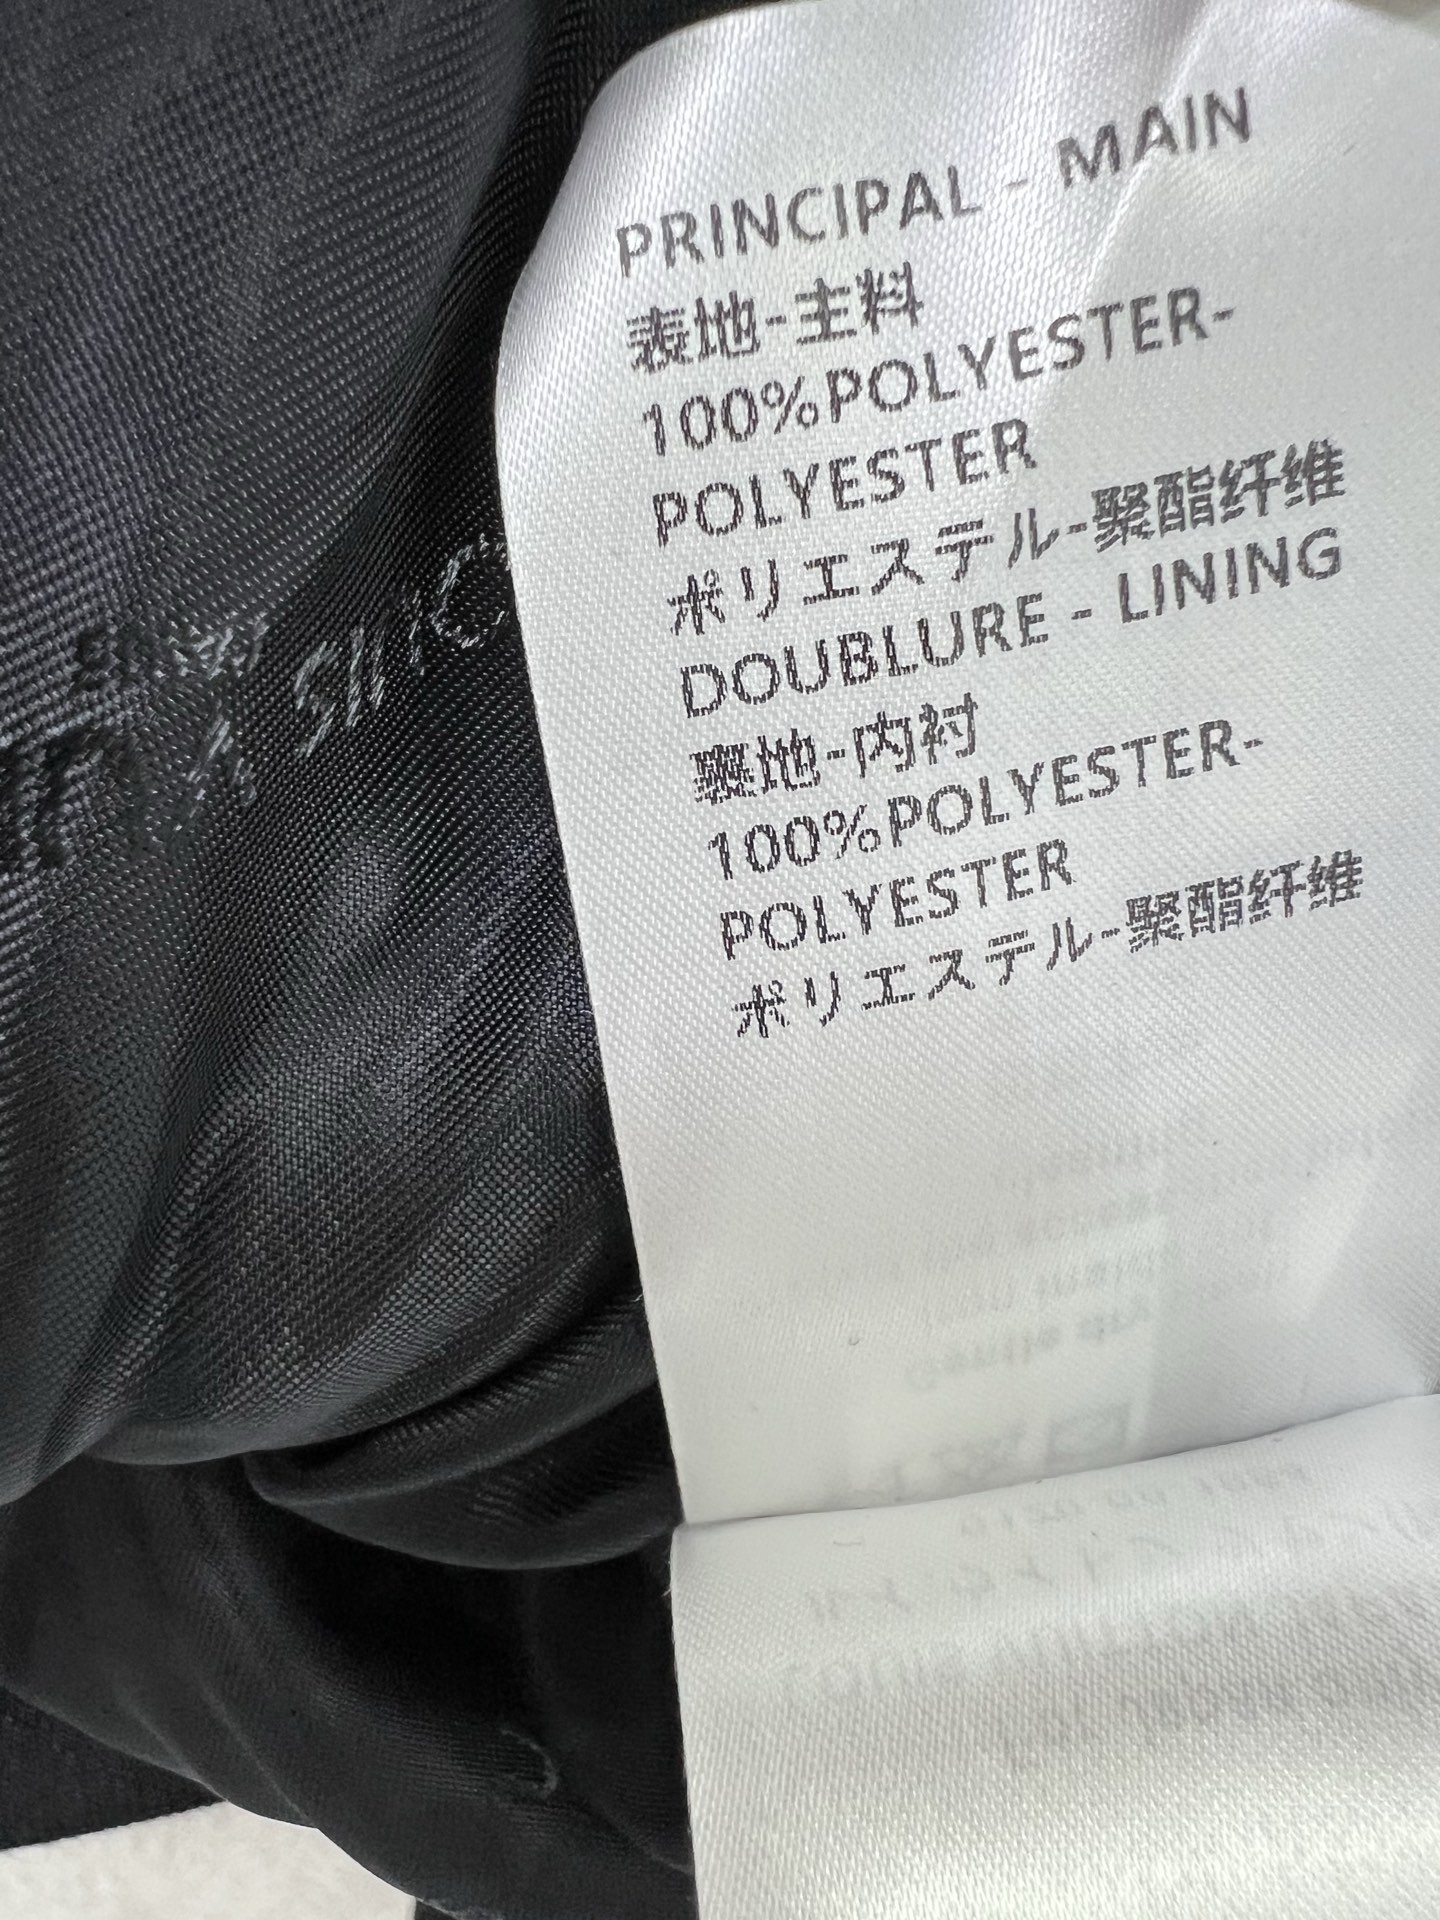 PRINCIPAL - MAIN
表地-主料
100%POLYESTER-
POLYESTER
ポリエステル-聚酯纤维
DOUBLURE - LINING
裏地-内衬
100%POLYESTER-
POLYESTER
ポリエステル-聚酯纤维